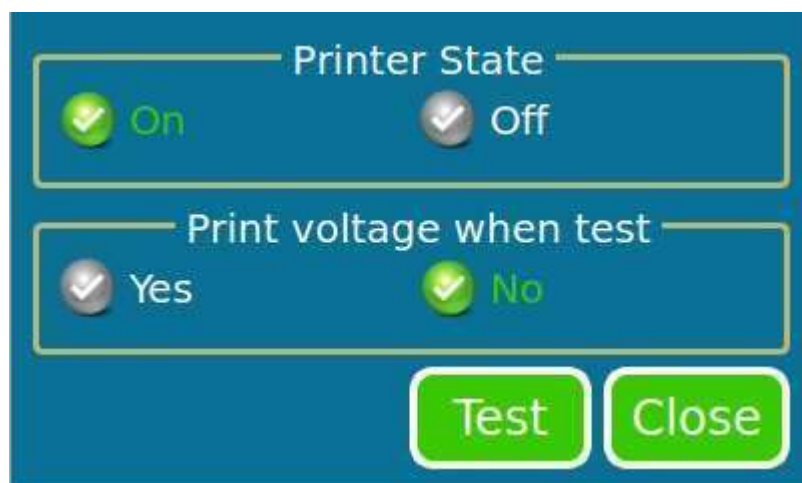 Printer State
On Off
Print voltage when test
Yes No
Test Close